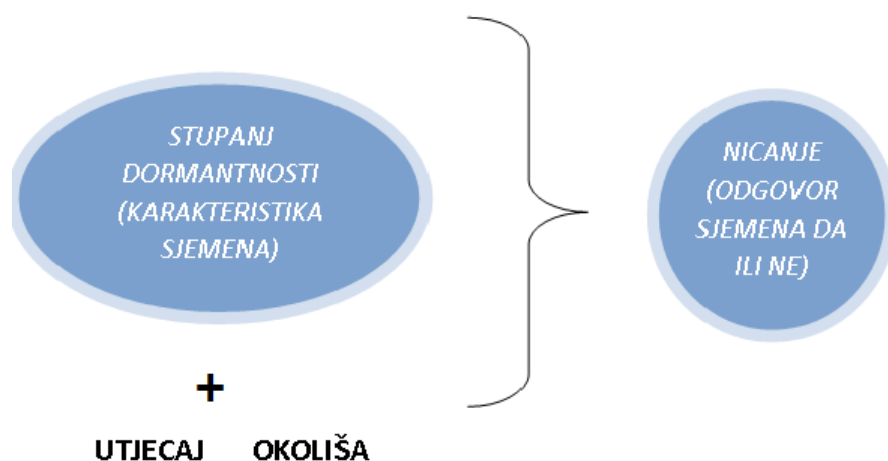 STUPANJ
DORMANTNOSTI
(KARAKTERISTIKA
SJEMENA)
+
UTJECAJ OKOLIŠA
NICANJE
(ODGOVOR
SJEMENA DA
ILI NE)